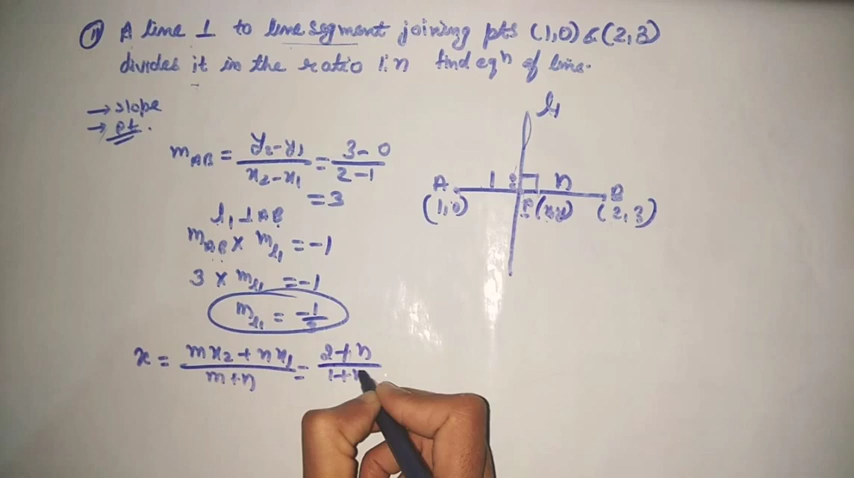 11 A line ⊥ to line segment joining pts (1,0) & (2,3)
divides it in the ratio 1:n find eqn of line.
→ slope
→ pt.
mAB = y2-y1/x2-x1 = 3-0/2-1
= 3
l1 ⊥ AB
mAB × ml1 = -1
3 × ml1 = -1
ml1 = -1/3
x = mx2+nx1/m+n = 2+n/1+n
l1
A 1 : n B
(1,0) P(x,y) (2,3)